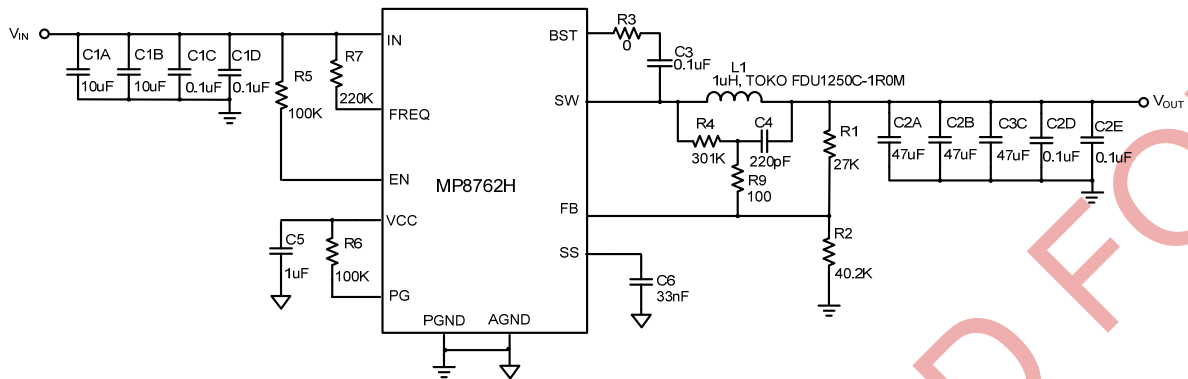 VIN
C1A
10uF
C1B
10uF
C1C
0.1uF
C1D
0.1uF
R5
100K
R7
220K
IN
FREQ
EN
VCC
PG
C5
1uF
R6
100K
MP8762H
PGND
AGND
BST
SW
FB
SS
R3
0
C3
0.1uF
L1
1uH, TOKO FDU1250C-1R0M
R4
301K
C4
220pF
R9
100
R1
27K
R2
40.2K
C6
33nF
C2A
47uF
C2B
47uF
C3C
47uF
C2D
0.1uF
C2E
0.1uF
VOUT
D FO